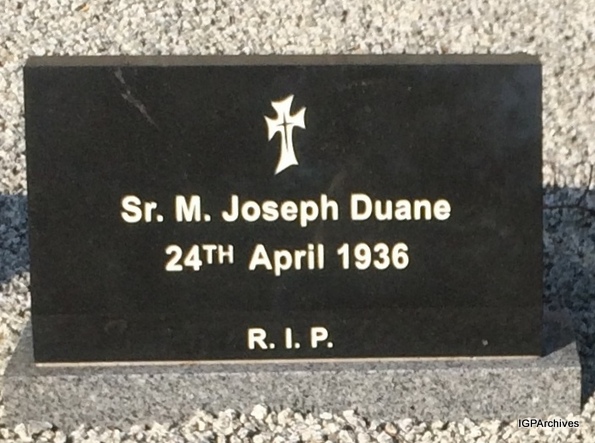 Sr. M. Joseph Duane
24TH April 1936
R. I. P.
IGPArchives